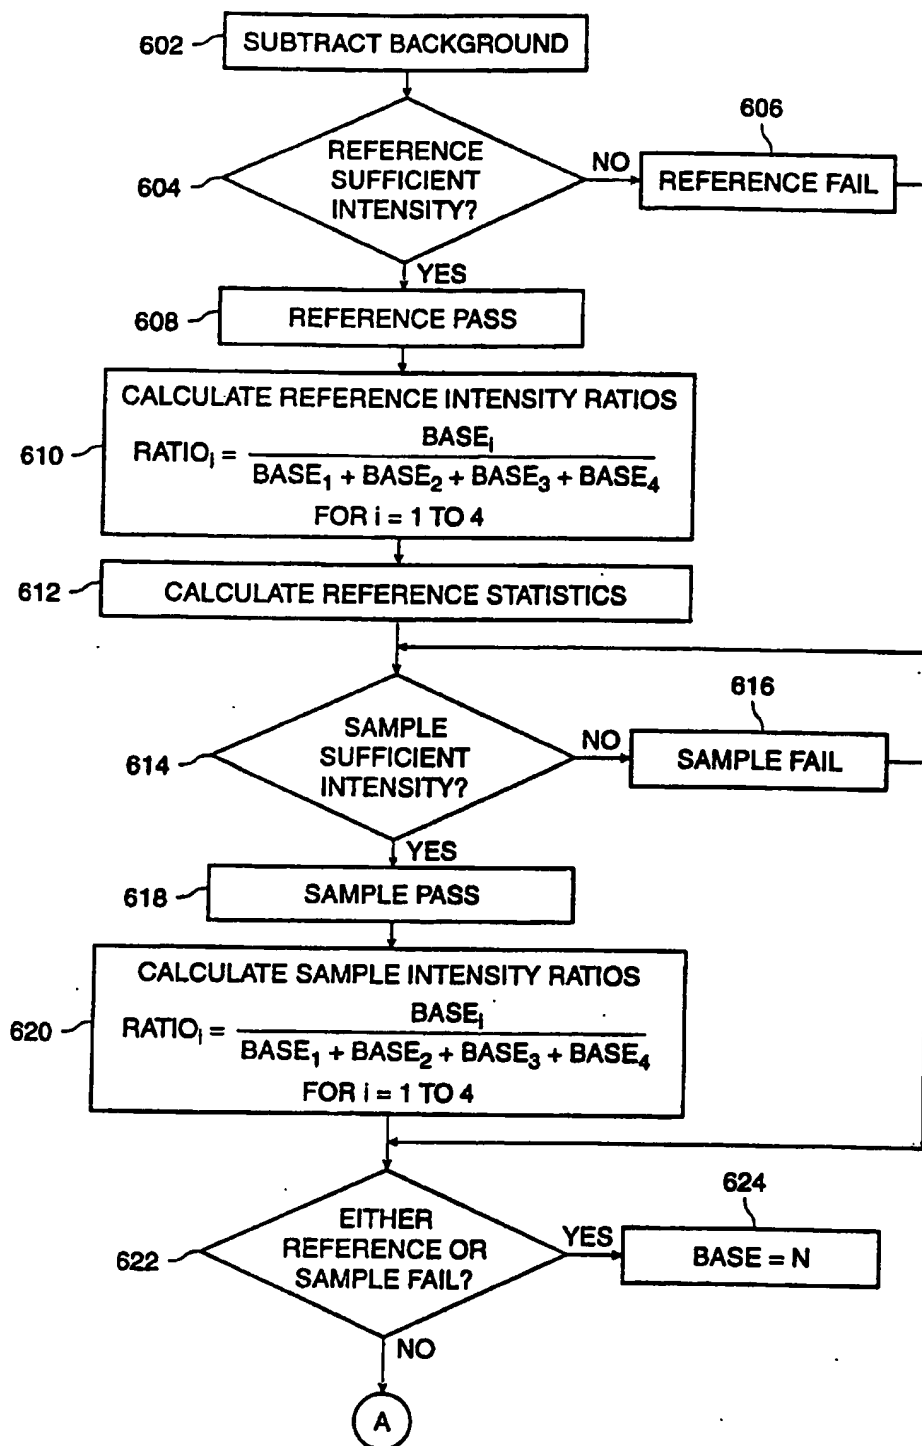 602
SUBTRACT BACKGROUND
604
REFERENCE
SUFFICIENT
INTENSITY?
NO
606
REFERENCE FAIL
YES
608
REFERENCE PASS
610
CALCULATE REFERENCE INTENSITY RATIOS
RATIOᵢ = BASEᵢ
BASE₁ + BASE₂ + BASE₃ + BASE₄
FOR i = 1 TO 4
612
CALCULATE REFERENCE STATISTICS
614
SAMPLE
SUFFICIENT
INTENSITY?
NO
616
SAMPLE FAIL
YES
618
SAMPLE PASS
620
CALCULATE SAMPLE INTENSITY RATIOS
RATIOᵢ = BASEᵢ
BASE₁ + BASE₂ + BASE₃ + BASE₄
FOR i = 1 TO 4
622
EITHER
REFERENCE OR
SAMPLE FAIL?
YES
624
BASE = N
NO
A